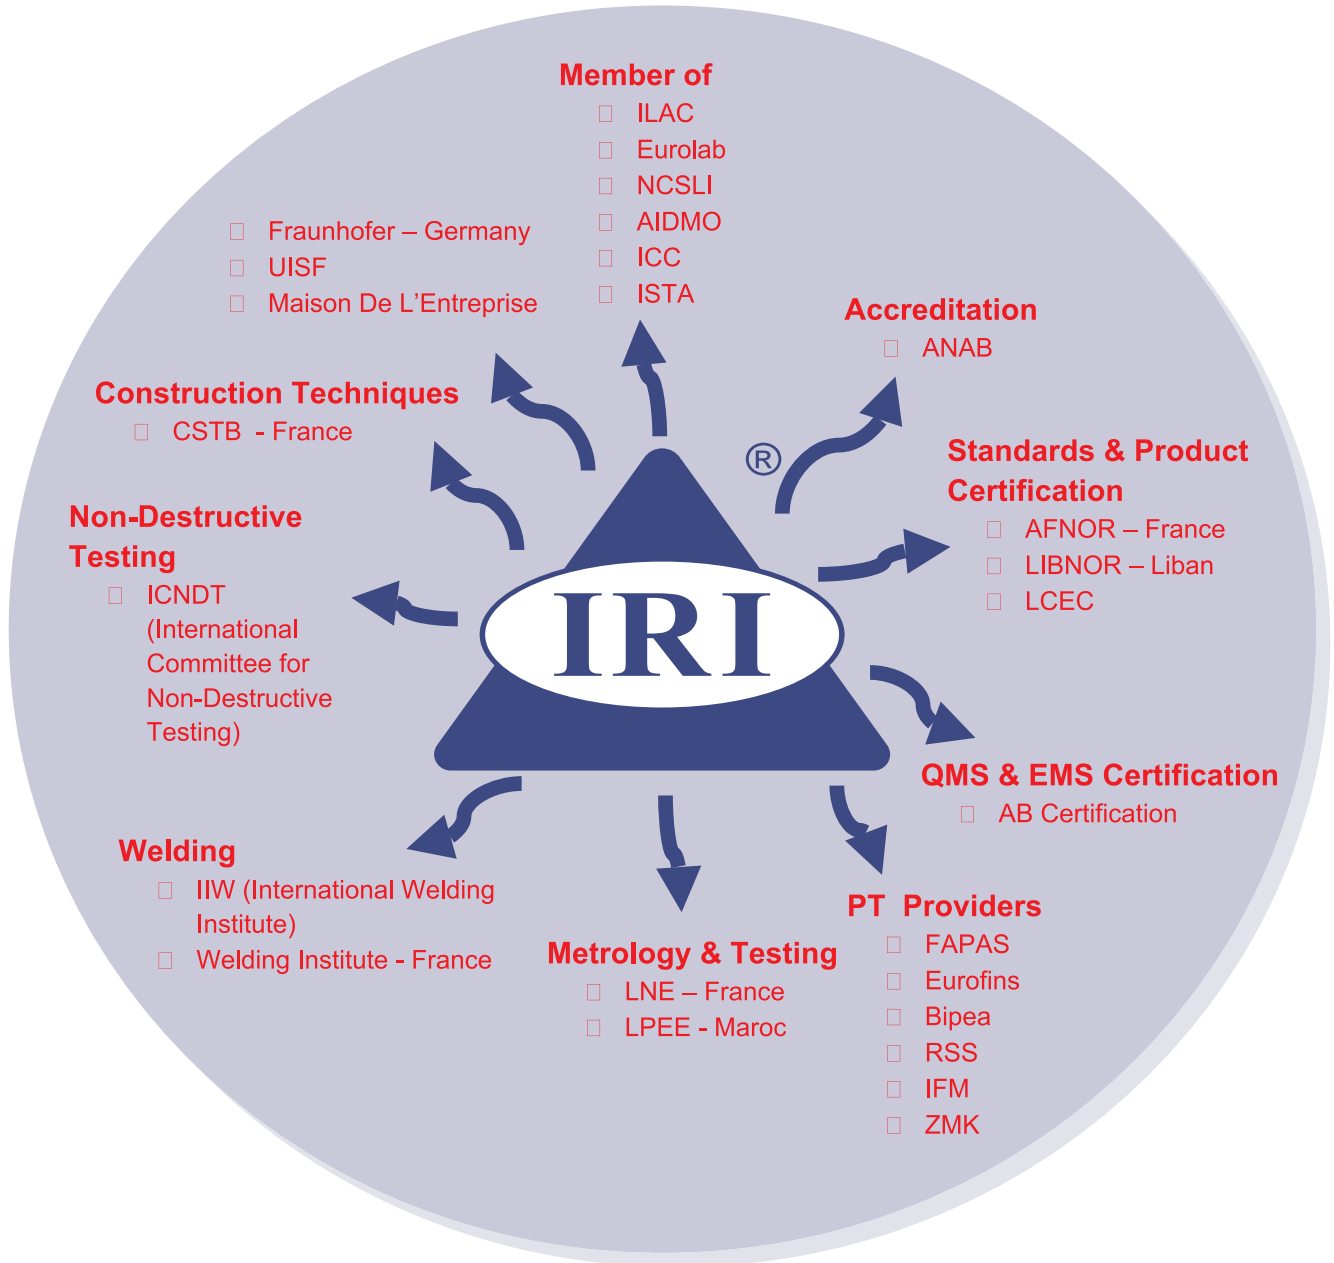 Member of
ILAC
Eurolab
NCSLI
AIDMO
ICC
ISTA
Fraunhofer – Germany
UISF
Maison De L'Entreprise
Accreditation
ANAB
Construction Techniques
CSTB - France
Standards & Product
Certification
AFNOR – France
LIBNOR – Liban
LCEC
Non-Destructive
Testing
ICNDT
(International
Committee for
Non-Destructive
Testing)
®
IRI
QMS & EMS Certification
AB Certification
Welding
IIW (International Welding
Institute)
Welding Institute - France
Metrology & Testing
LNE – France
LPEE - Maroc
PT Providers
FAPAS
Eurofins
Bipea
RSS
IFM
ZMK